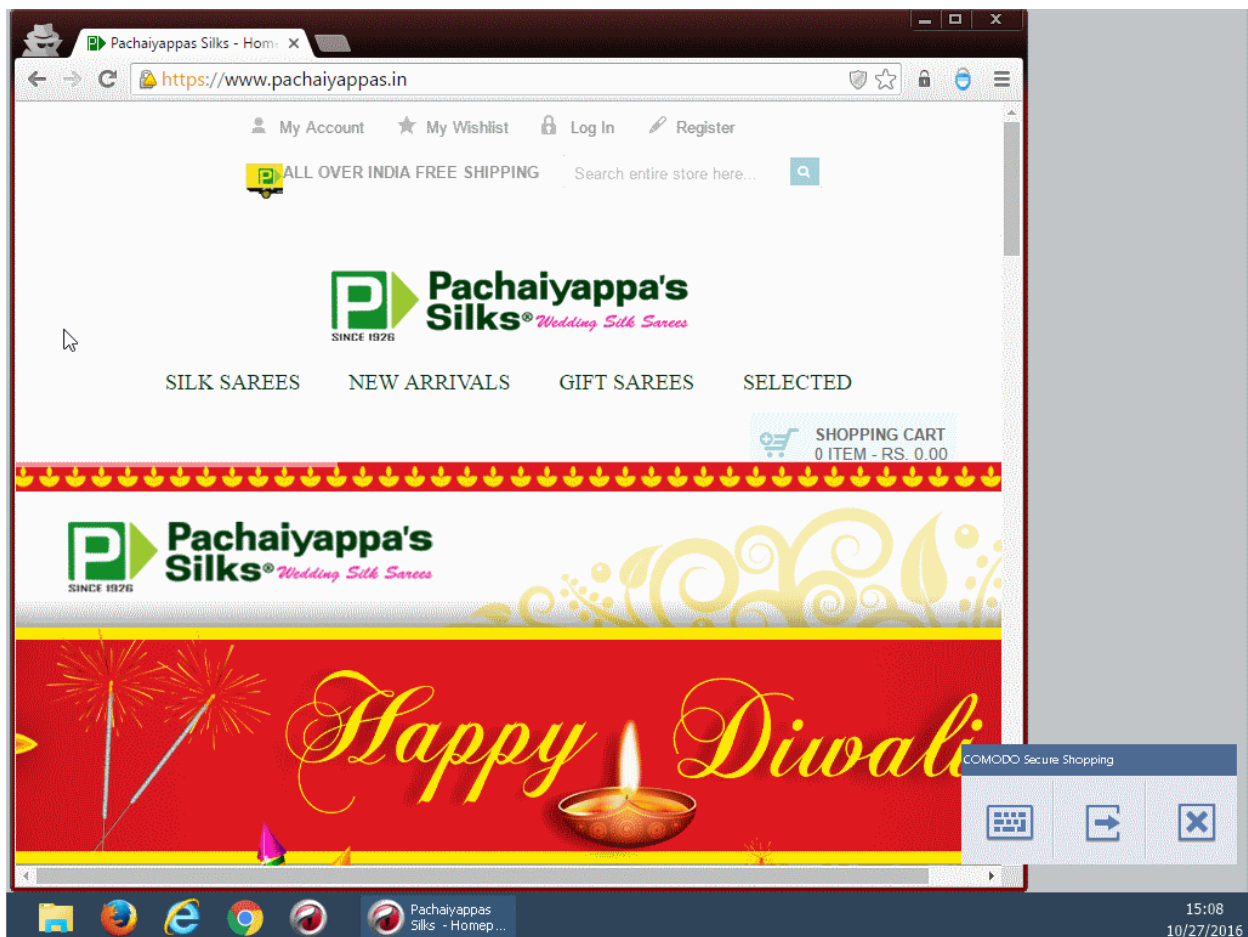 Pachaiyappas Silks - Hom
https://www.pachaiyappas.in
My Account My Wishlist Log In Register
ALL OVER INDIA FREE SHIPPING Search entire store here...
Pachaiyappa's
Silks® Wedding Silk Sarees
SINCE 1926
SILK SAREES NEW ARRIVALS GIFT SAREES SELECTED
SHOPPING CART
0 ITEM - RS. 0.00
Pachaiyappa's
Silks® Wedding Silk Sarees
SINCE 1926
Happy Diwali
COMODO Secure Shopping
Pachaiyappas
Silks - Homep...
15:08
10/27/2016